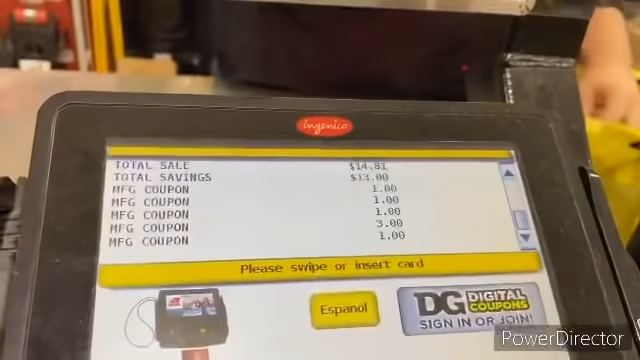 ingenico
TOTAL SALE $14.81
TOTAL SAVINGS $13.00
MFG COUPON 1.00
MFG COUPON 1.00
MFG COUPON 1.00
MFG COUPON 3.00
MFG COUPON 1.00
Please swipe or insert card
Espanol
DG DIGITAL COUPONS
SIGN IN OR JOIN!
PowerDirector